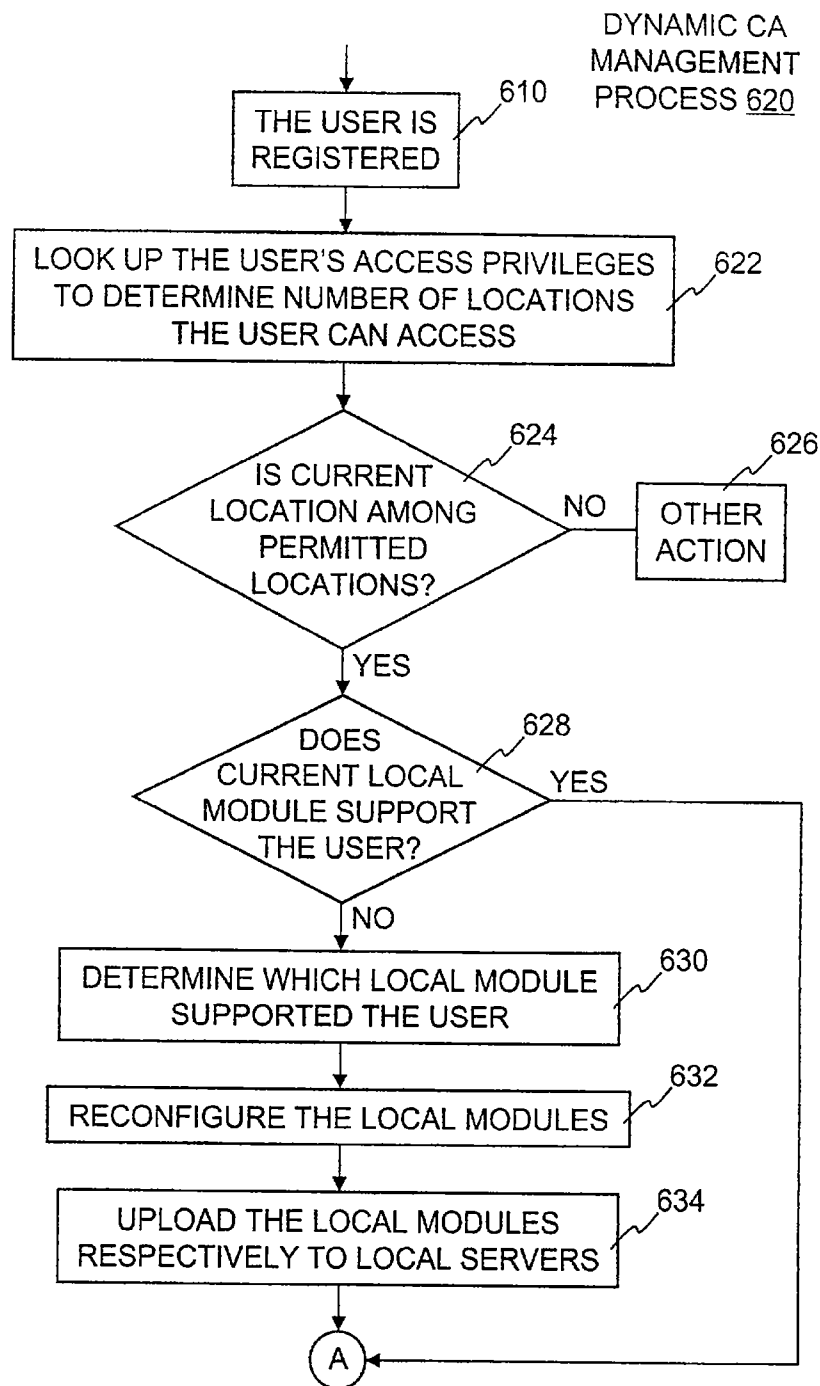 DYNAMIC CA
MANAGEMENT
PROCESS 620
610
THE USER IS
REGISTERED
LOOK UP THE USER'S ACCESS PRIVILEGES
TO DETERMINE NUMBER OF LOCATIONS
THE USER CAN ACCESS
622
624
IS CURRENT
LOCATION AMONG
PERMITTED
LOCATIONS?
NO
626
OTHER
ACTION
YES
628
DOES
CURRENT LOCAL
MODULE SUPPORT
THE USER?
YES
NO
DETERMINE WHICH LOCAL MODULE
SUPPORTED THE USER
630
632
RECONFIGURE THE LOCAL MODULES
634
UPLOAD THE LOCAL MODULES
RESPECTIVELY TO LOCAL SERVERS
A